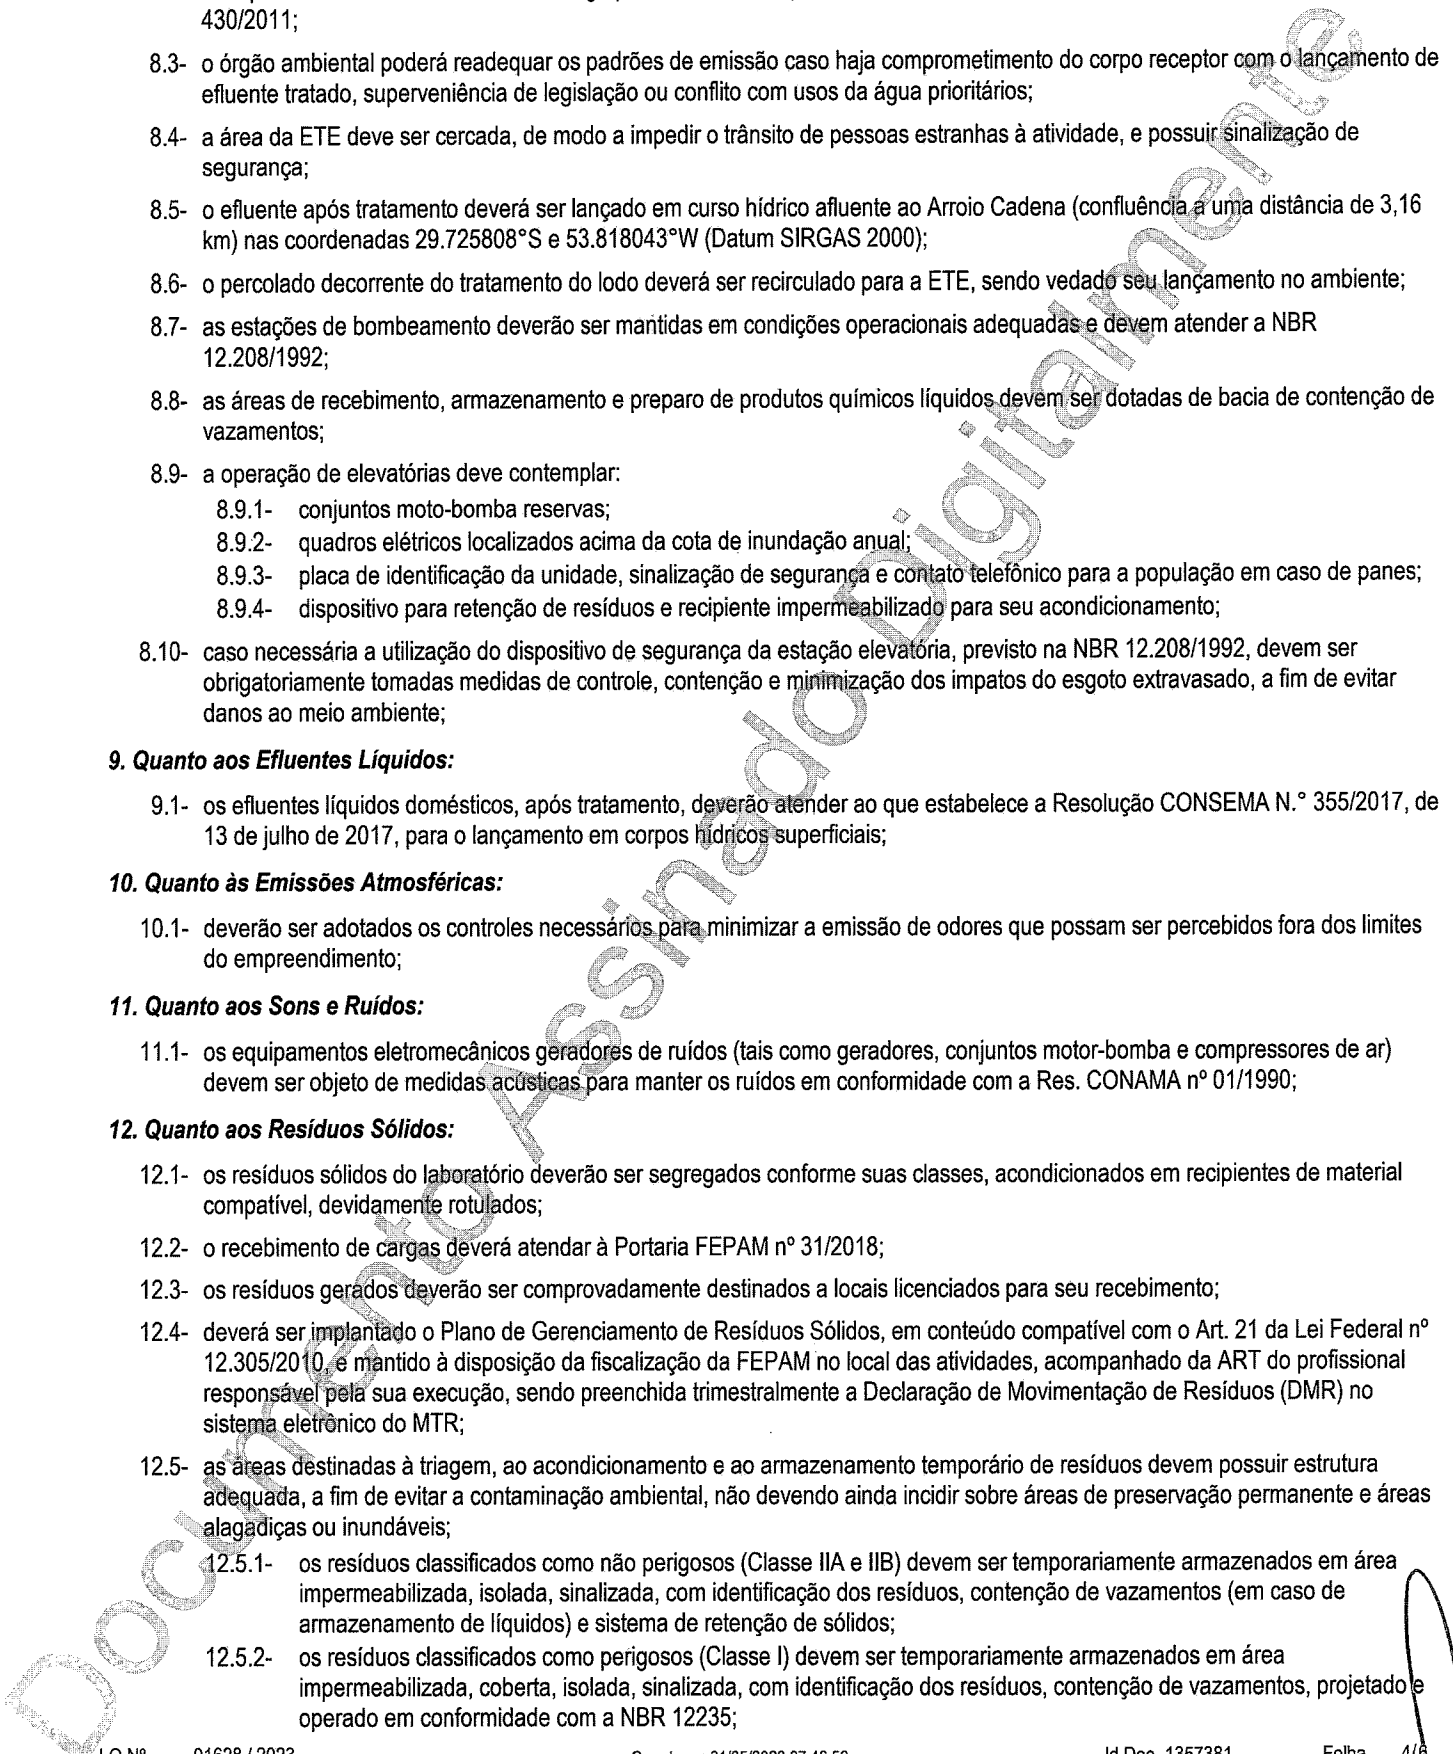 430/2011;
8.3- o órgão ambiental poderá readequar os padrões de emissão caso haja comprometimento do corpo receptor com o lançamento de
efluente tratado, superveniência de legislação ou conflito com usos da água prioritários;
8.4- a área da ETE deve ser cercada, de modo a impedir o trânsito de pessoas estranhas à atividade, e possuir sinalização de
segurança;
8.5- o efluente após tratamento deverá ser lançado em curso hídrico afluente ao Arroio Cadena (confluência a uma distância de 3,16
km) nas coordenadas 29.725808°S e 53.818043°W (Datum SIRGAS 2000);
8.6- o percolado decorrente do tratamento do lodo deverá ser recirculado para a ETE, sendo vedado seu lançamento no ambiente;
8.7- as estações de bombeamento deverão ser mantidas em condições operacionais adequadas e devem atender a NBR
12.208/1992;
8.8- as áreas de recebimento, armazenamento e preparo de produtos químicos líquidos devem ser dotadas de bacia de contenção de
vazamentos;
8.9- a operação de elevatórias deve contemplar:
8.9.1- conjuntos moto-bomba reservas;
8.9.2- quadros elétricos localizados acima da cota de inundação anual;
8.9.3- placa de identificação da unidade, sinalização de segurança e contato telefônico para a população em caso de panes;
8.9.4- dispositivo para retenção de resíduos e recipiente impermeabilizado para seu acondicionamento;
8.10- caso necessária a utilização do dispositivo de segurança da estação elevatória, previsto na NBR 12.208/1992, devem ser
obrigatoriamente tomadas medidas de controle, contenção e minimização dos impatos do esgoto extravasado, a fim de evitar
danos ao meio ambiente;
9. Quanto aos Efluentes Líquidos:
9.1- os efluentes líquidos domésticos, após tratamento, deverão atender ao que estabelece a Resolução CONSEMA N.° 355/2017, de
13 de julho de 2017, para o lançamento em corpos hídricos superficiais;
10. Quanto às Emissões Atmosféricas:
10.1- deverão ser adotados os controles necessários para minimizar a emissão de odores que possam ser percebidos fora dos limites
do empreendimento;
11. Quanto aos Sons e Ruídos:
11.1- os equipamentos eletromecânicos geradores de ruídos (tais como geradores, conjuntos motor-bomba e compressores de ar)
devem ser objeto de medidas acústicas para manter os ruídos em conformidade com a Res. CONAMA nº 01/1990;
12. Quanto aos Resíduos Sólidos:
12.1- os resíduos sólidos do laboratório deverão ser segregados conforme suas classes, acondicionados em recipientes de material
compatível, devidamente rotulados;
12.2- o recebimento de cargas deverá atendar à Portaria FEPAM nº 31/2018;
12.3- os resíduos gerados deverão ser comprovadamente destinados a locais licenciados para seu recebimento;
12.4- deverá ser implantado o Plano de Gerenciamento de Resíduos Sólidos, em conteúdo compatível com o Art. 21 da Lei Federal nº
12.305/2010, e mantido à disposição da fiscalização da FEPAM no local das atividades, acompanhado da ART do profissional
responsável pela sua execução, sendo preenchida trimestralmente a Declaração de Movimentação de Resíduos (DMR) no
sistema eletrônico do MTR;
12.5- as áreas destinadas à triagem, ao acondicionamento e ao armazenamento temporário de resíduos devem possuir estrutura
adequada, a fim de evitar a contaminação ambiental, não devendo ainda incidir sobre áreas de preservação permanente e áreas
alagadiças ou inundáveis;
12.5.1- os resíduos classificados como não perigosos (Classe IIA e IIB) devem ser temporariamente armazenados em área
impermeabilizada, isolada, sinalizada, com identificação dos resíduos, contenção de vazamentos (em caso de
armazenamento de líquidos) e sistema de retenção de sólidos;
12.5.2- os resíduos classificados como perigosos (Classe I) devem ser temporariamente armazenados em área
impermeabilizada, coberta, isolada, sinalizada, com identificação dos resíduos, contenção de vazamentos, projetado e
operado em conformidade com a NBR 12235;
LO Nº 01628 / 2023 Id Doc 1357381 Folha 4/6
Documento Assinado Digitalmente